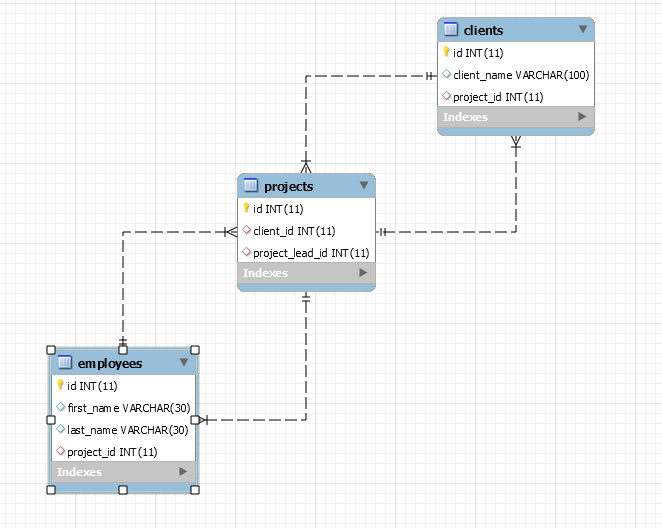 clients
id INT(11)
client_name VARCHAR(100)
project_id INT(11)
Indexes
projects
id INT(11)
client_id INT(11)
project_lead_id INT(11)
Indexes
employees
id INT(11)
first_name VARCHAR(30)
last_name VARCHAR(30)
project_id INT(11)
Indexes